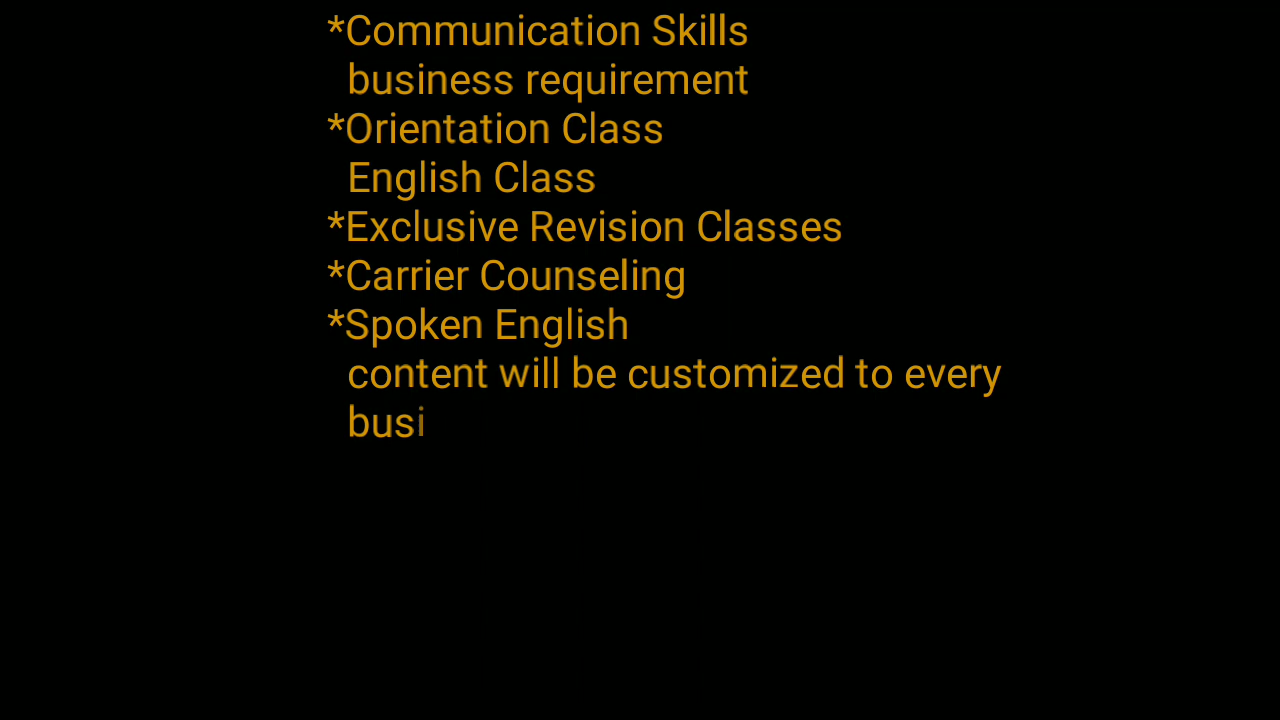 *Communication Skills
business requirement
*Orientation Class
English Class
*Exclusive Revision Classes
*Carrier Counseling
*Spoken English
content will be customized to every
busi